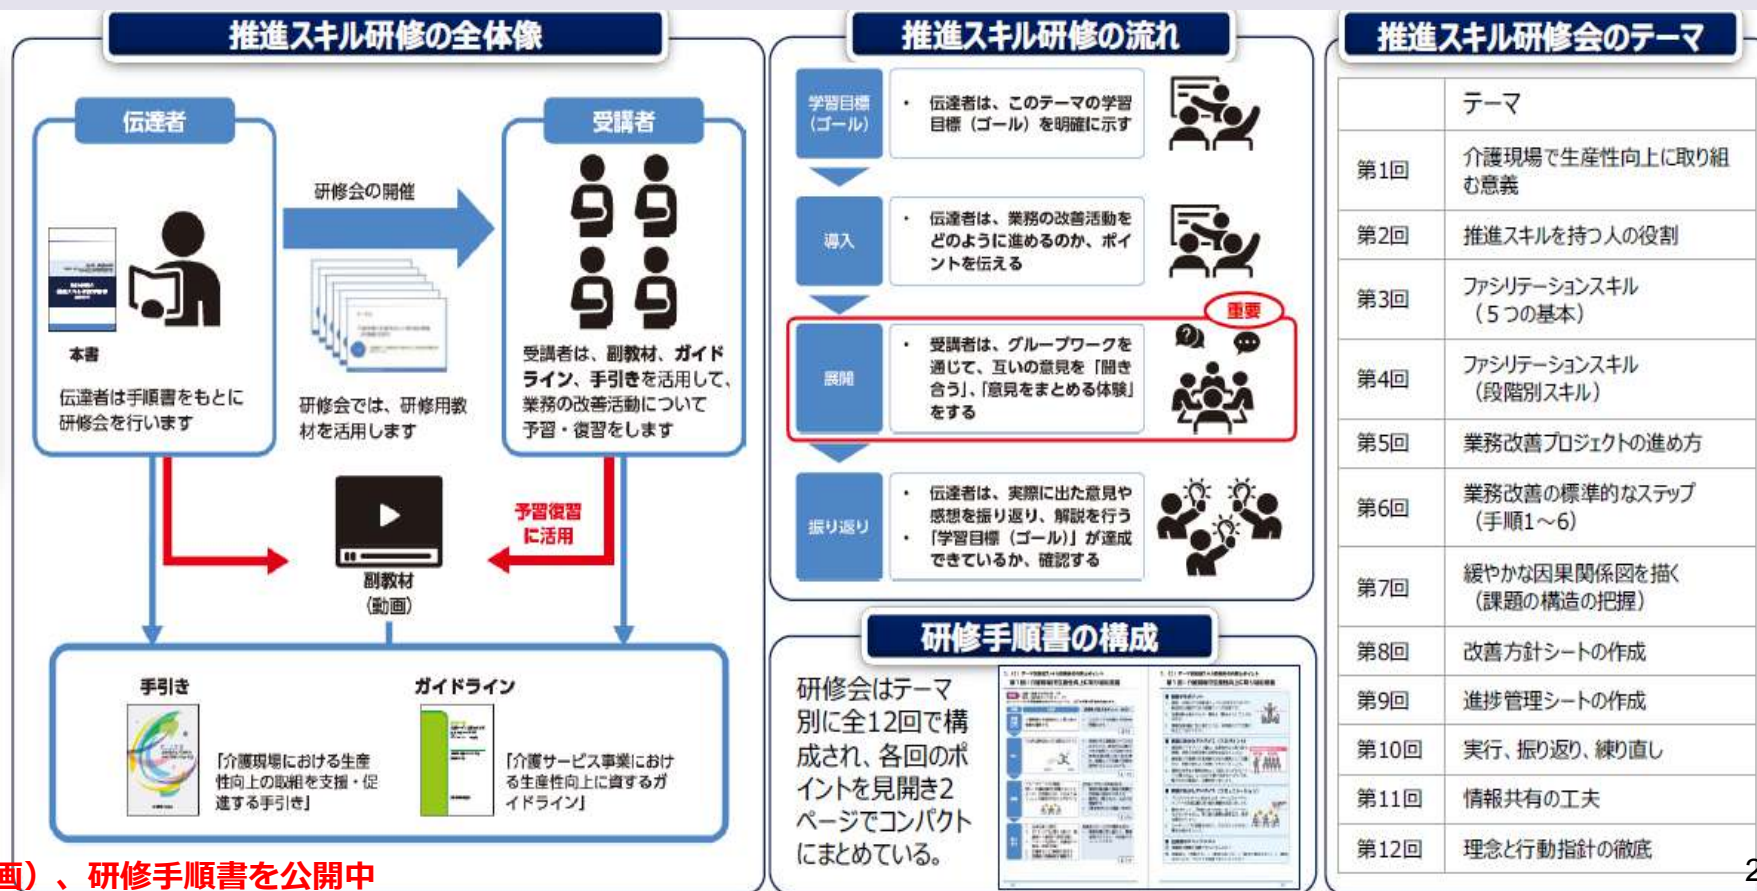 推進スキル研修の全体像
伝達者
本書
伝達者は手順書をもとに
研修会を行います
研修会の開催
研修会では、研修用教
材を活用します
受講者
受講者は、副教材、ガイド
ライン、手引きを活用して、
業務の改善活動について
予習・復習をします
予習復習
に活用
副教材
（動画）
手引き
「介護現場における生産
性向上の取組を支援・促
進する手引き」
ガイドライン
「介護サービス事業におけ
る生産性向上に資するガ
イドライン」
画）、研修手順書を公開中
推進スキル研修の流れ
学習目標
（ゴール）
・ 伝達者は、このテーマの学習
目標（ゴール）を明確に示す
導入
・ 伝達者は、業務の改善活動を
どのように進めるのか、ポイ
ントを伝える
重要
展開
・ 受講者は、グループワークを
通じて、互いの意見を「聞き
合う」、「意見をまとめる体験」
をする
振り返り
・ 伝達者は、実際に出た意見や
感想を振り返り、解説を行う
・ 「学習目標（ゴール）」が達成
できているか、確認する
研修手順書の構成
研修会はテーマ
別に全12回で構
成され、各回のポ
イントを見開き2
ページでコンパクト
にまとめている。
推進スキル研修会のテーマ
テーマ
第1回 介護現場で生産性向上に取り組
む意義
第2回 推進スキルを持つ人の役割
第3回 ファシリテーションスキル
（５つの基本）
第4回 ファシリテーションスキル
（段階別スキル）
第5回 業務改善プロジェクトの進め方
第6回 業務改善の標準的なステップ
（手順1～6）
第7回 緩やかな因果関係図を描く
（課題の構造の把握）
第8回 改善方針シートの作成
第9回 進捗管理シートの作成
第10回 実行、振り返り、練り直し
第11回 情報共有の工夫
第12回 理念と行動指針の徹底
2